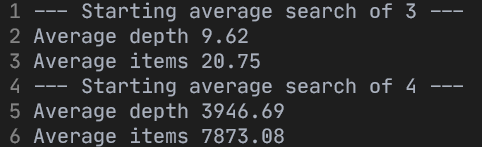 1 --- Starting average search of 3 ---
2 Average depth 9.62
3 Average items 20.75
4 --- Starting average search of 4 ---
5 Average depth 3946.69
6 Average items 7873.08